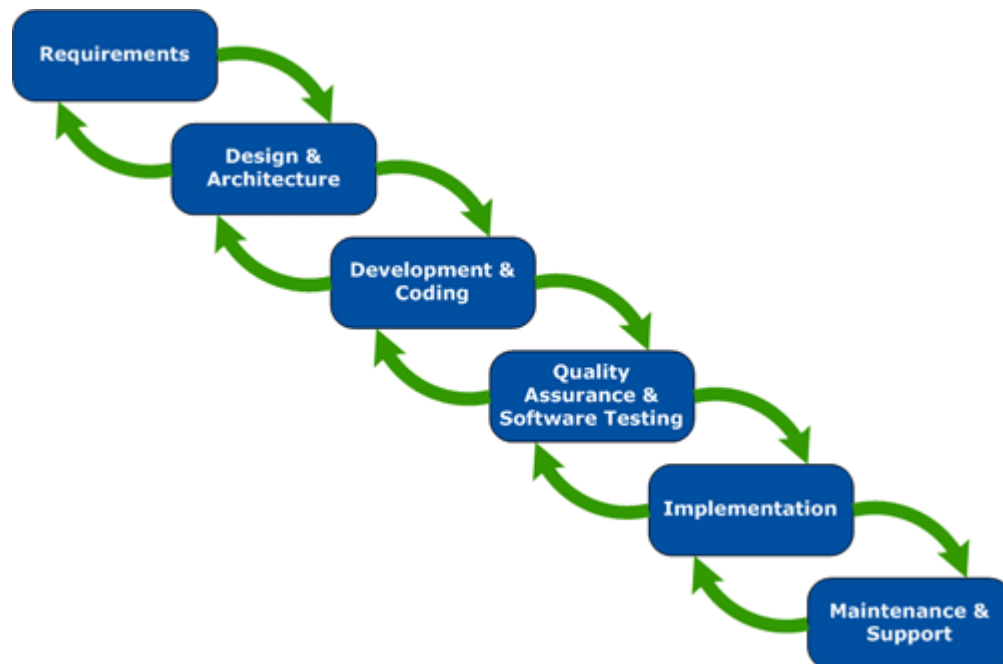 Requirements
Design &
Architecture
Development &
Coding
Quality
Assurance &
Software Testing
Implementation
Maintenance &
Support